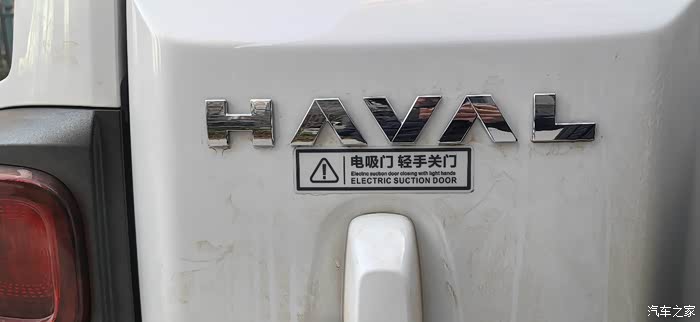 HAVAL
电吸门 轻手关门
Electric suction door closing with light hands
ELECTRIC SUCTION DOOR
汽车之家